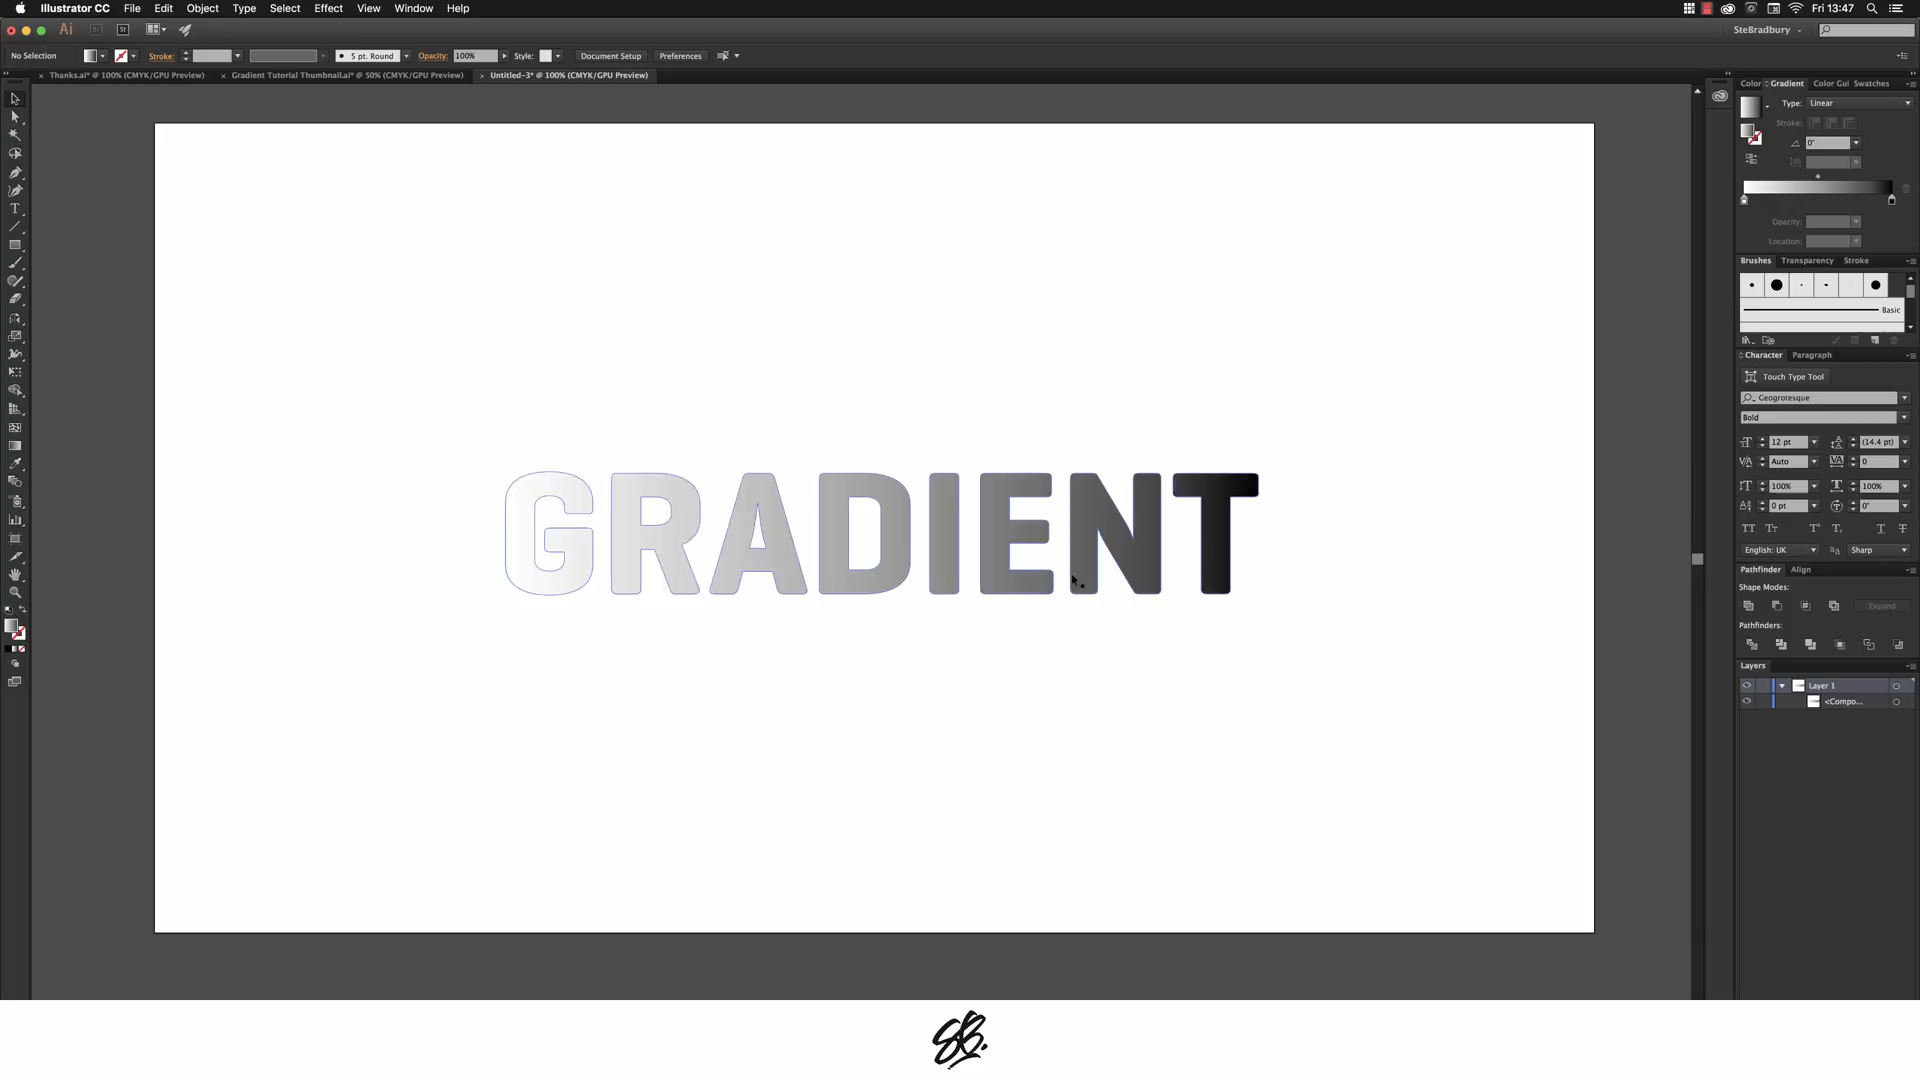 Illustrator CC File Edit Object Type Select Effect View Window Help Fri 13:47
Ai Br St SteBradbury
No Selection Stroke: 5 pt. Round Opacity: 100% Style: Document Setup Preferences
Thanks.ai* @ 100% (CMYK/GPU Preview) Gradient Tutorial Thumbnail.ai* @ 50% (CMYK/GPU Preview) Untitled-3* @ 100% (CMYK/GPU Preview)
Color Gradient Color Gui Swatches
Type: Linear
Stroke:
0°
Opacity:
Location:
Brushes Transparency Stroke
Basic
Character Paragraph
Touch Type Tool
Geogrotesque
Bold
12 pt (14.4 pt)
Auto 0
100% 100%
0 pt 0°
English: UK Sharp
Pathfinder Align
Shape Modes:
Expand
Pathfinders:
Layers
Layer 1
<Compo...
GRADIENT
SB.